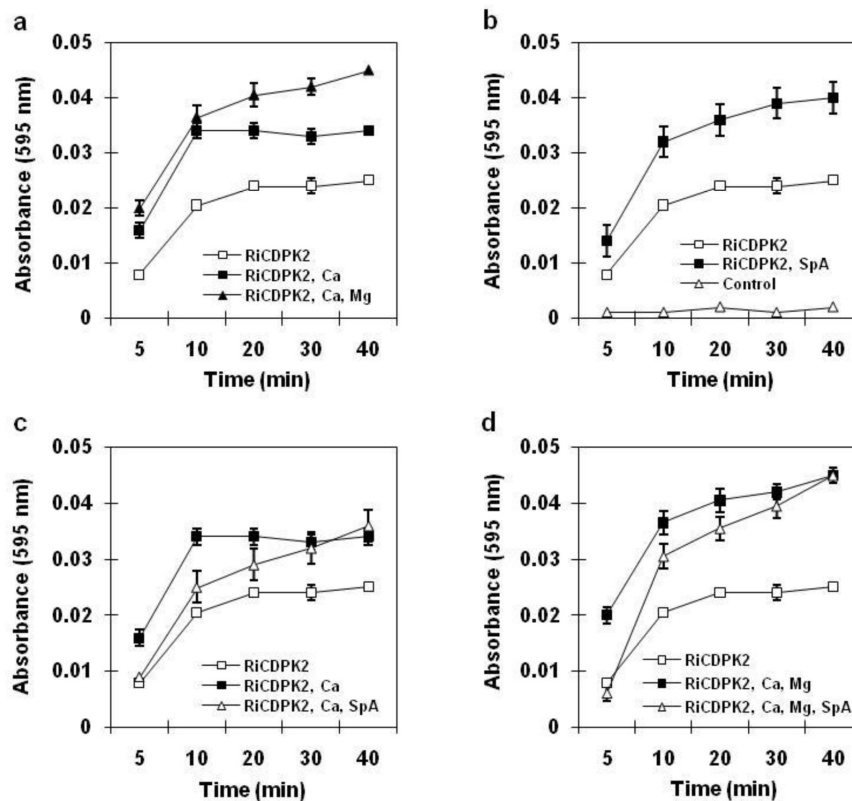 a
0.05
0.04
0.03
0.02
0.01
0
Absorbance (595 nm)
RiCDPK2
RiCDPK2, Ca
RiCDPK2, Ca, Mg
5 10 20 30 40
Time (min)
b
0.05
0.04
0.03
0.02
0.01
0
Absorbance (595 nm)
RiCDPK2
RiCDPK2, SpA
Control
5 10 20 30 40
Time (min)
c
0.05
0.04
0.03
0.02
0.01
0
Absorbance (595 nm)
RiCDPK2
RiCDPK2, Ca
RiCDPK2, Ca, SpA
5 10 20 30 40
Time (min)
d
0.05
0.04
0.03
0.02
0.01
0
Absorbance (595 nm)
RiCDPK2
RiCDPK2, Ca, Mg
RiCDPK2, Ca, Mg, SpA
5 10 20 30 40
Time (min)